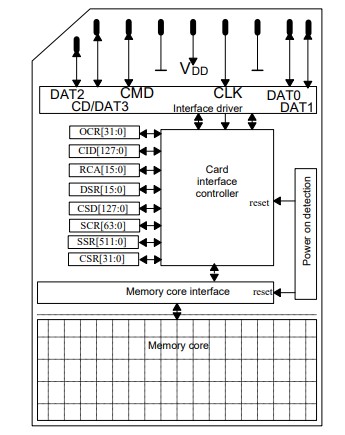 VDD
DAT2 CMD CLK DAT0
CD/DAT3 Interface driver DAT1
OCR[31:0]
CID[127:0]
RCA[15:0]
DSR[15:0]
CSD[127:0]
SCR[63:0]
SSR[511:0]
CSR[31:0]
Card
interface
controller
reset
Power on detection
Memory core interface reset
Memory core